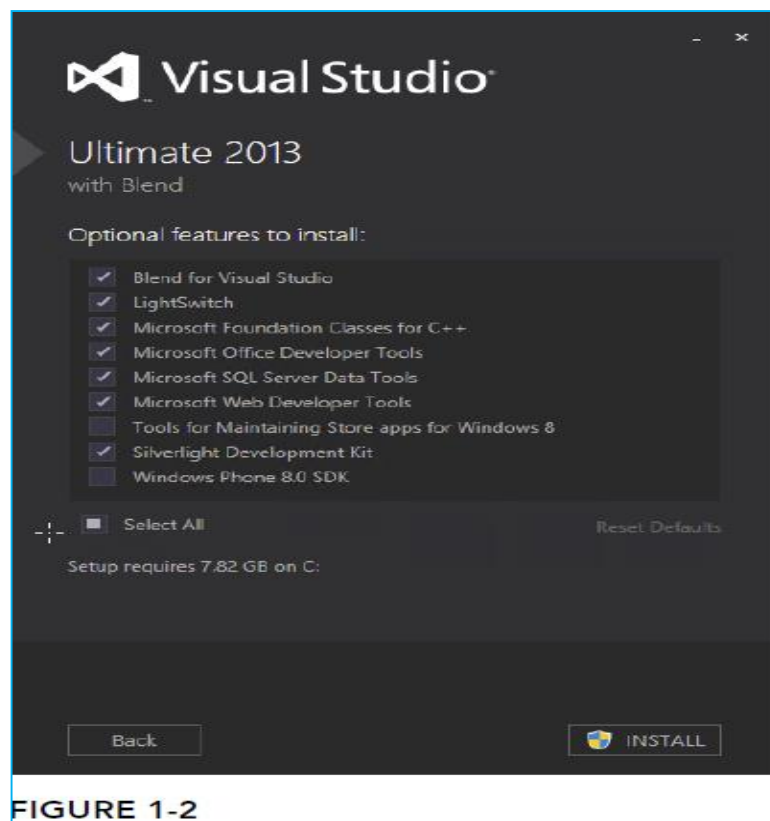 Visual Studio
Ultimate 2013
with Blend
Optional features to install:
Blend for Visual Studio
LightSwitch
Microsoft Foundation Classes for C++
Microsoft Office Developer Tools
Microsoft SQL Server Data Tools
Microsoft Web Developer Tools
Tools for Maintaining Store apps for Windows 8
Silverlight Development Kit
Windows Phone 8.0 SDK
Select All
Reset Defaults
Setup requires 7.82 GB on C:
Back
INSTALL
FIGURE 1-2